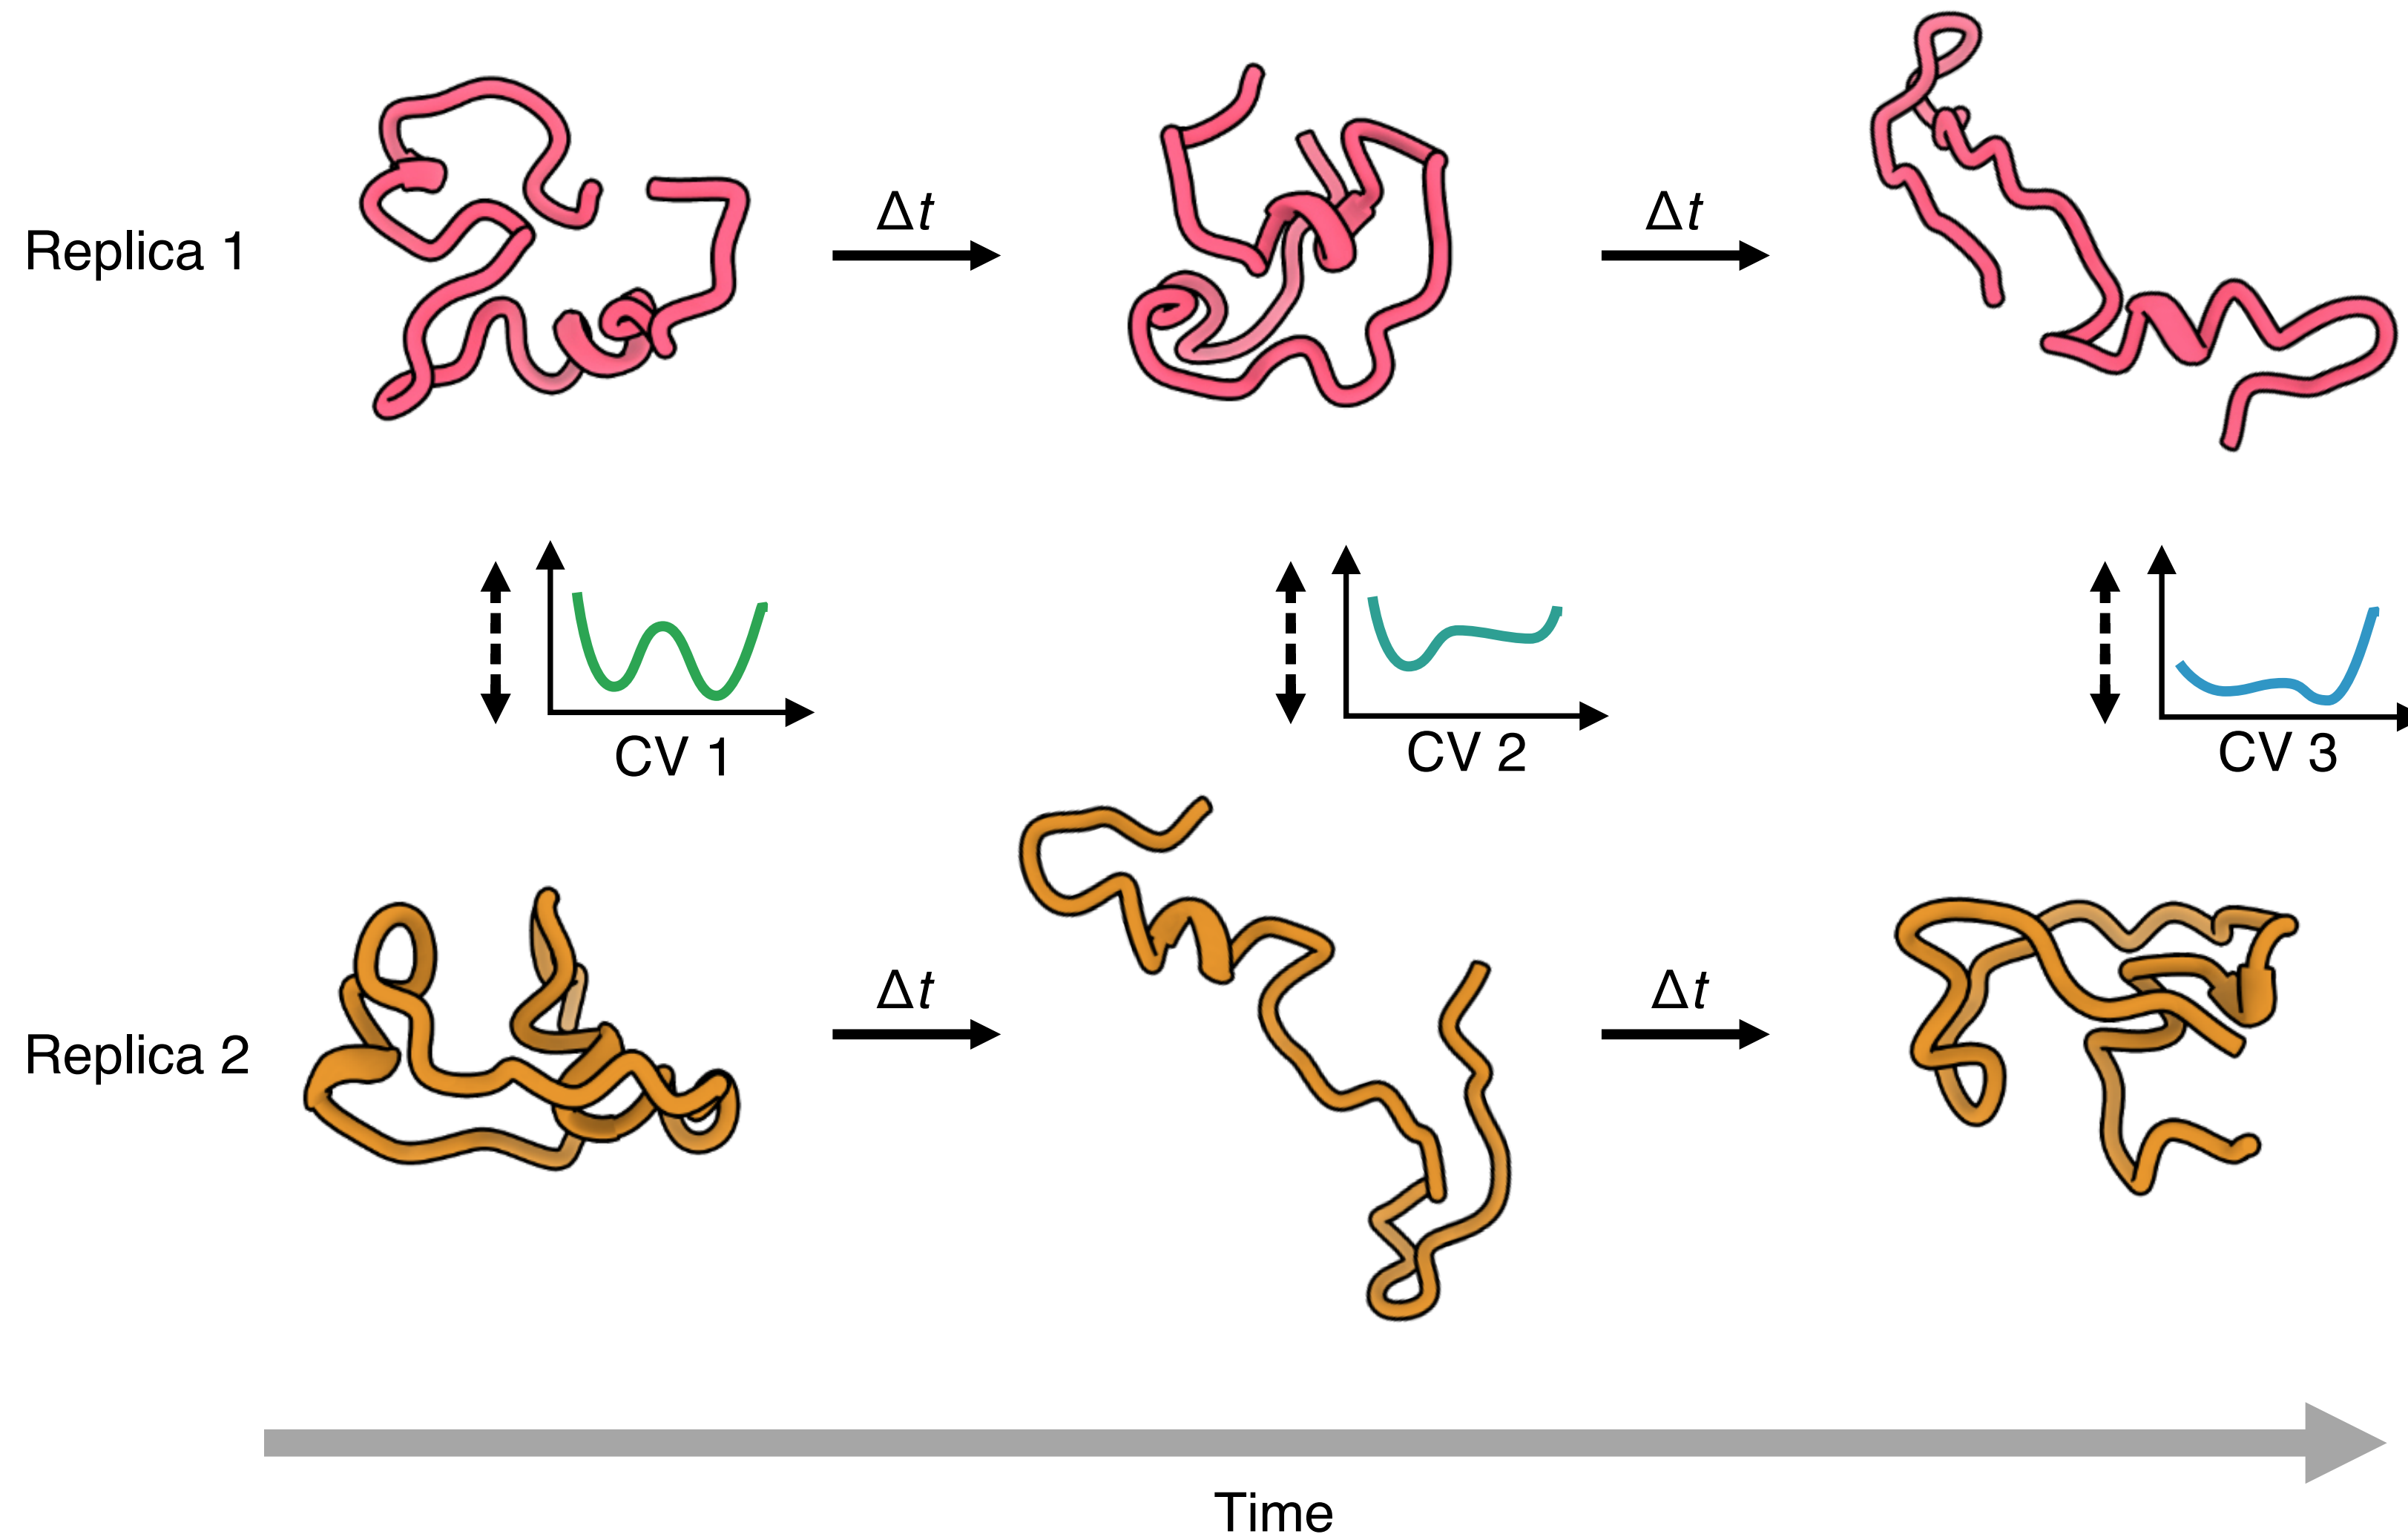 Δt
Δt
Replica 1
CV 1
CV 2
CV 3
Δt
Δt
Replica 2
Time